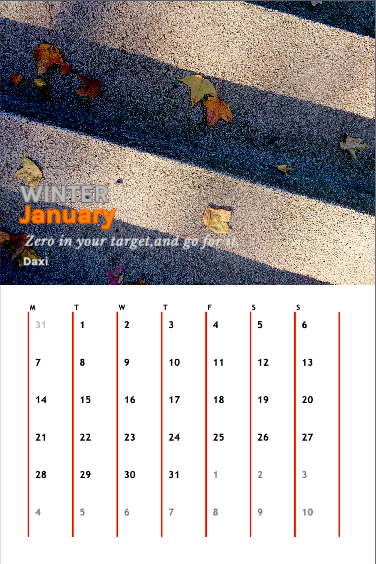 WINTER
January
Zero in your target,and go for it
Daxi
M T W T F S S
31 1 2 3 4 5 6
7 8 9 10 11 12 13
14 15 16 17 18 19 20
21 22 23 24 25 26 27
28 29 30 31 1 2 3
4 5 6 7 8 9 10